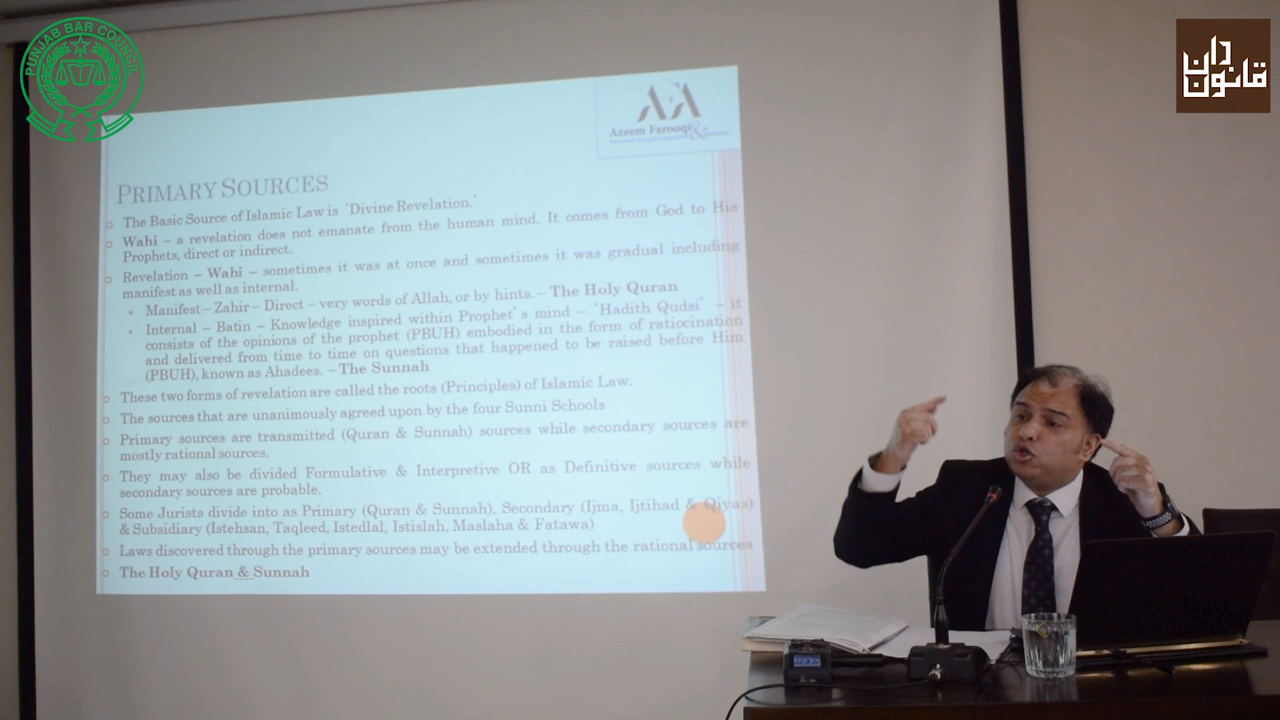 PUNJAB BAR COUNCIL
قانون دان
AFA
Azeem Farooqi &
PRIMARY SOURCES
The Basic Source of Islamic Law is 'Divine Revelation.'
Wahi – a revelation does not emanate from the human mind. It comes from God to His
Prophets, direct or indirect.
Revelation – Wahi – sometimes it was at once and sometimes it was gradual including
manifest as well as internal.
Manifest – Zahir – Direct – very words of Allah, or by hints. – The Holy Quran
Internal – Batin – Knowledge inspired within Prophet's mind – 'Hadith Qudsi' – it
consists of the opinions of the prophet (PBUH) embodied in the form of ratiocination
and delivered from time to time on questions that happened to be raised before Him
(PBUH), known as Ahadees. – The Sunnah
These two forms of revelation are called the roots (Principles) of Islamic Law.
The sources that are unanimously agreed upon by the four Sunni Schools
Primary sources are transmitted (Quran & Sunnah) sources while secondary sources are
mostly rational sources.
They may also be divided Formulative & Interpretive OR as Definitive sources while
secondary sources are probable.
Some Jurists divide into as Primary (Quran & Sunnah), Secondary (Ijma, Ijtihad & Qiyas)
& Subsidiary (Istehsan, Taqleed, Istedlal, Istislah, Maslaha & Fatawa)
Laws discovered through the primary sources may be extended through the rational sources
The Holy Quran & Sunnah